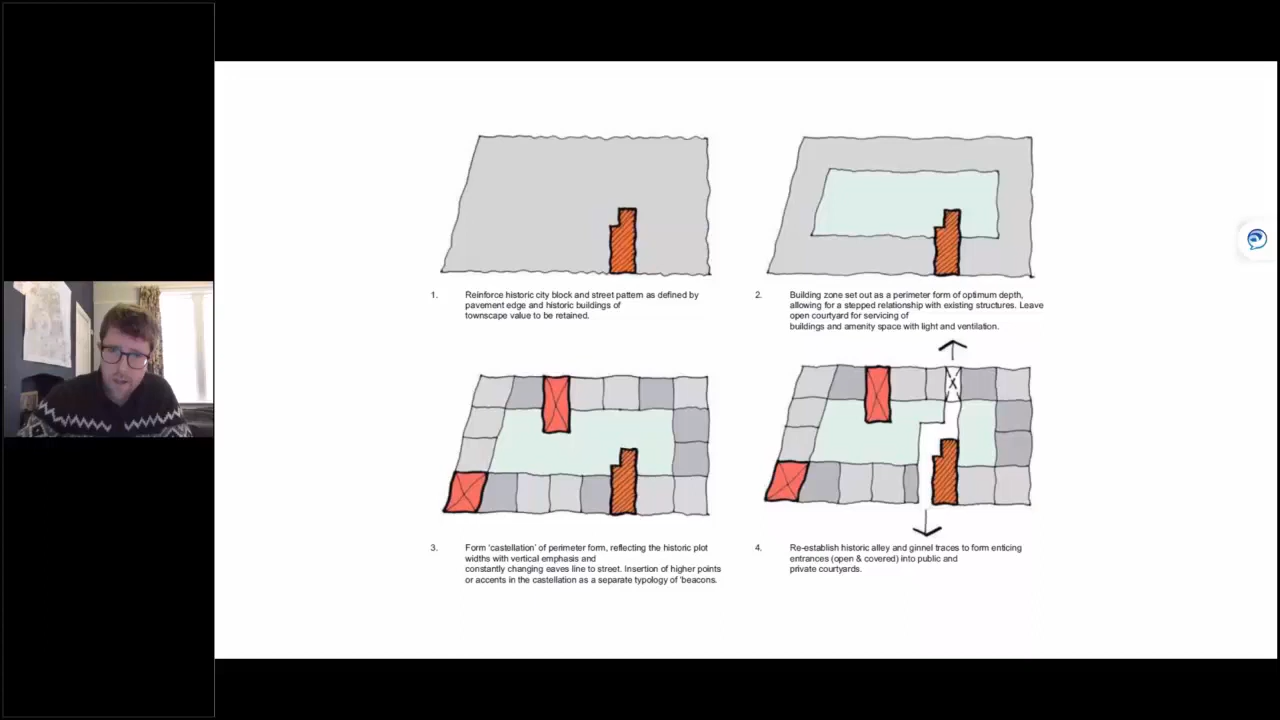 1. Reinforce historic city block and street pattern as defined by
pavement edge and historic buildings of
townscape value to be retained.
2. Building zone set out as a perimeter form of optimum depth,
allowing for a stepped relationship with existing structures. Leave
open courtyard for servicing of
buildings and amenity space with light and ventilation.
3. Form 'castellation' of perimeter form, reflecting the historic plot
widths with vertical emphasis and
constantly changing eaves line to street. Insertion of higher points
or accents in the castellation as a separate typology of 'beacons.
4. Re-establish historic alley and ginnel traces to form enticing
entrances (open & covered) into public and
private courtyards.